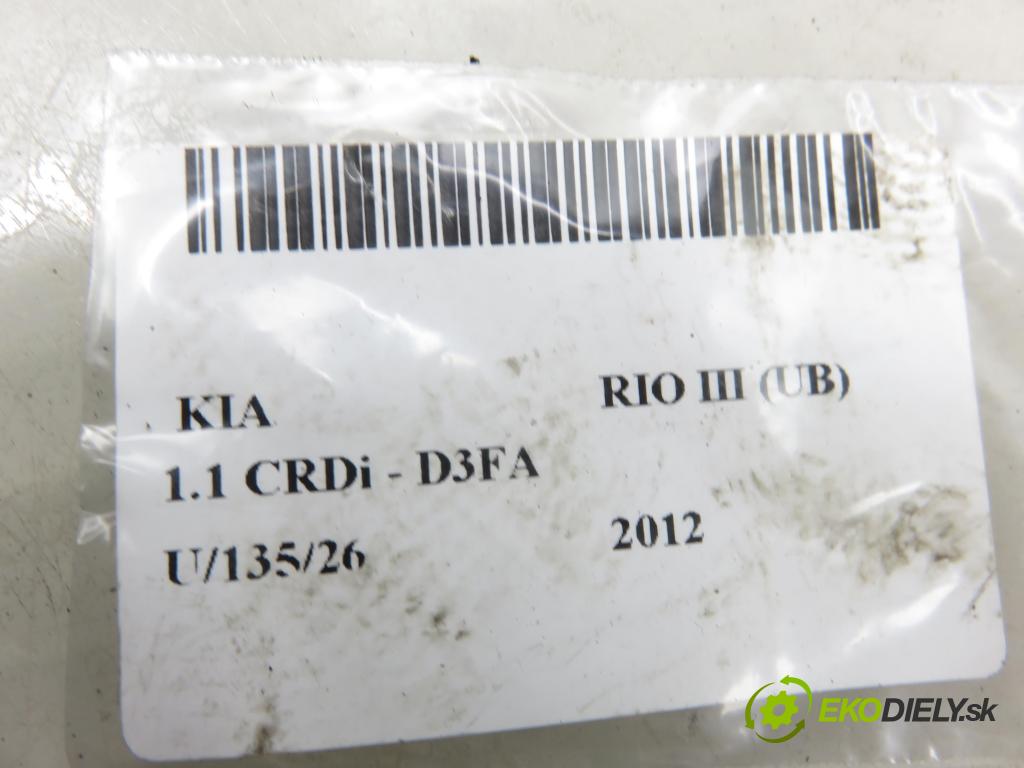 KIA RIO III (UB)
1.1 CRDi - D3FA
U/135/26 2012
EKODIELY.sk